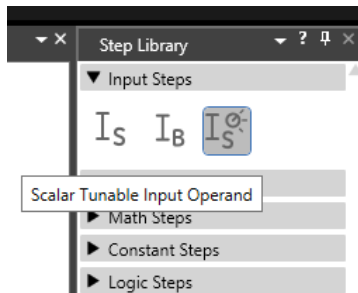 Step Library
?
Input Steps
IS IB IS
Scalar Tunable Input Operand
Math Steps
Constant Steps
Logic Steps